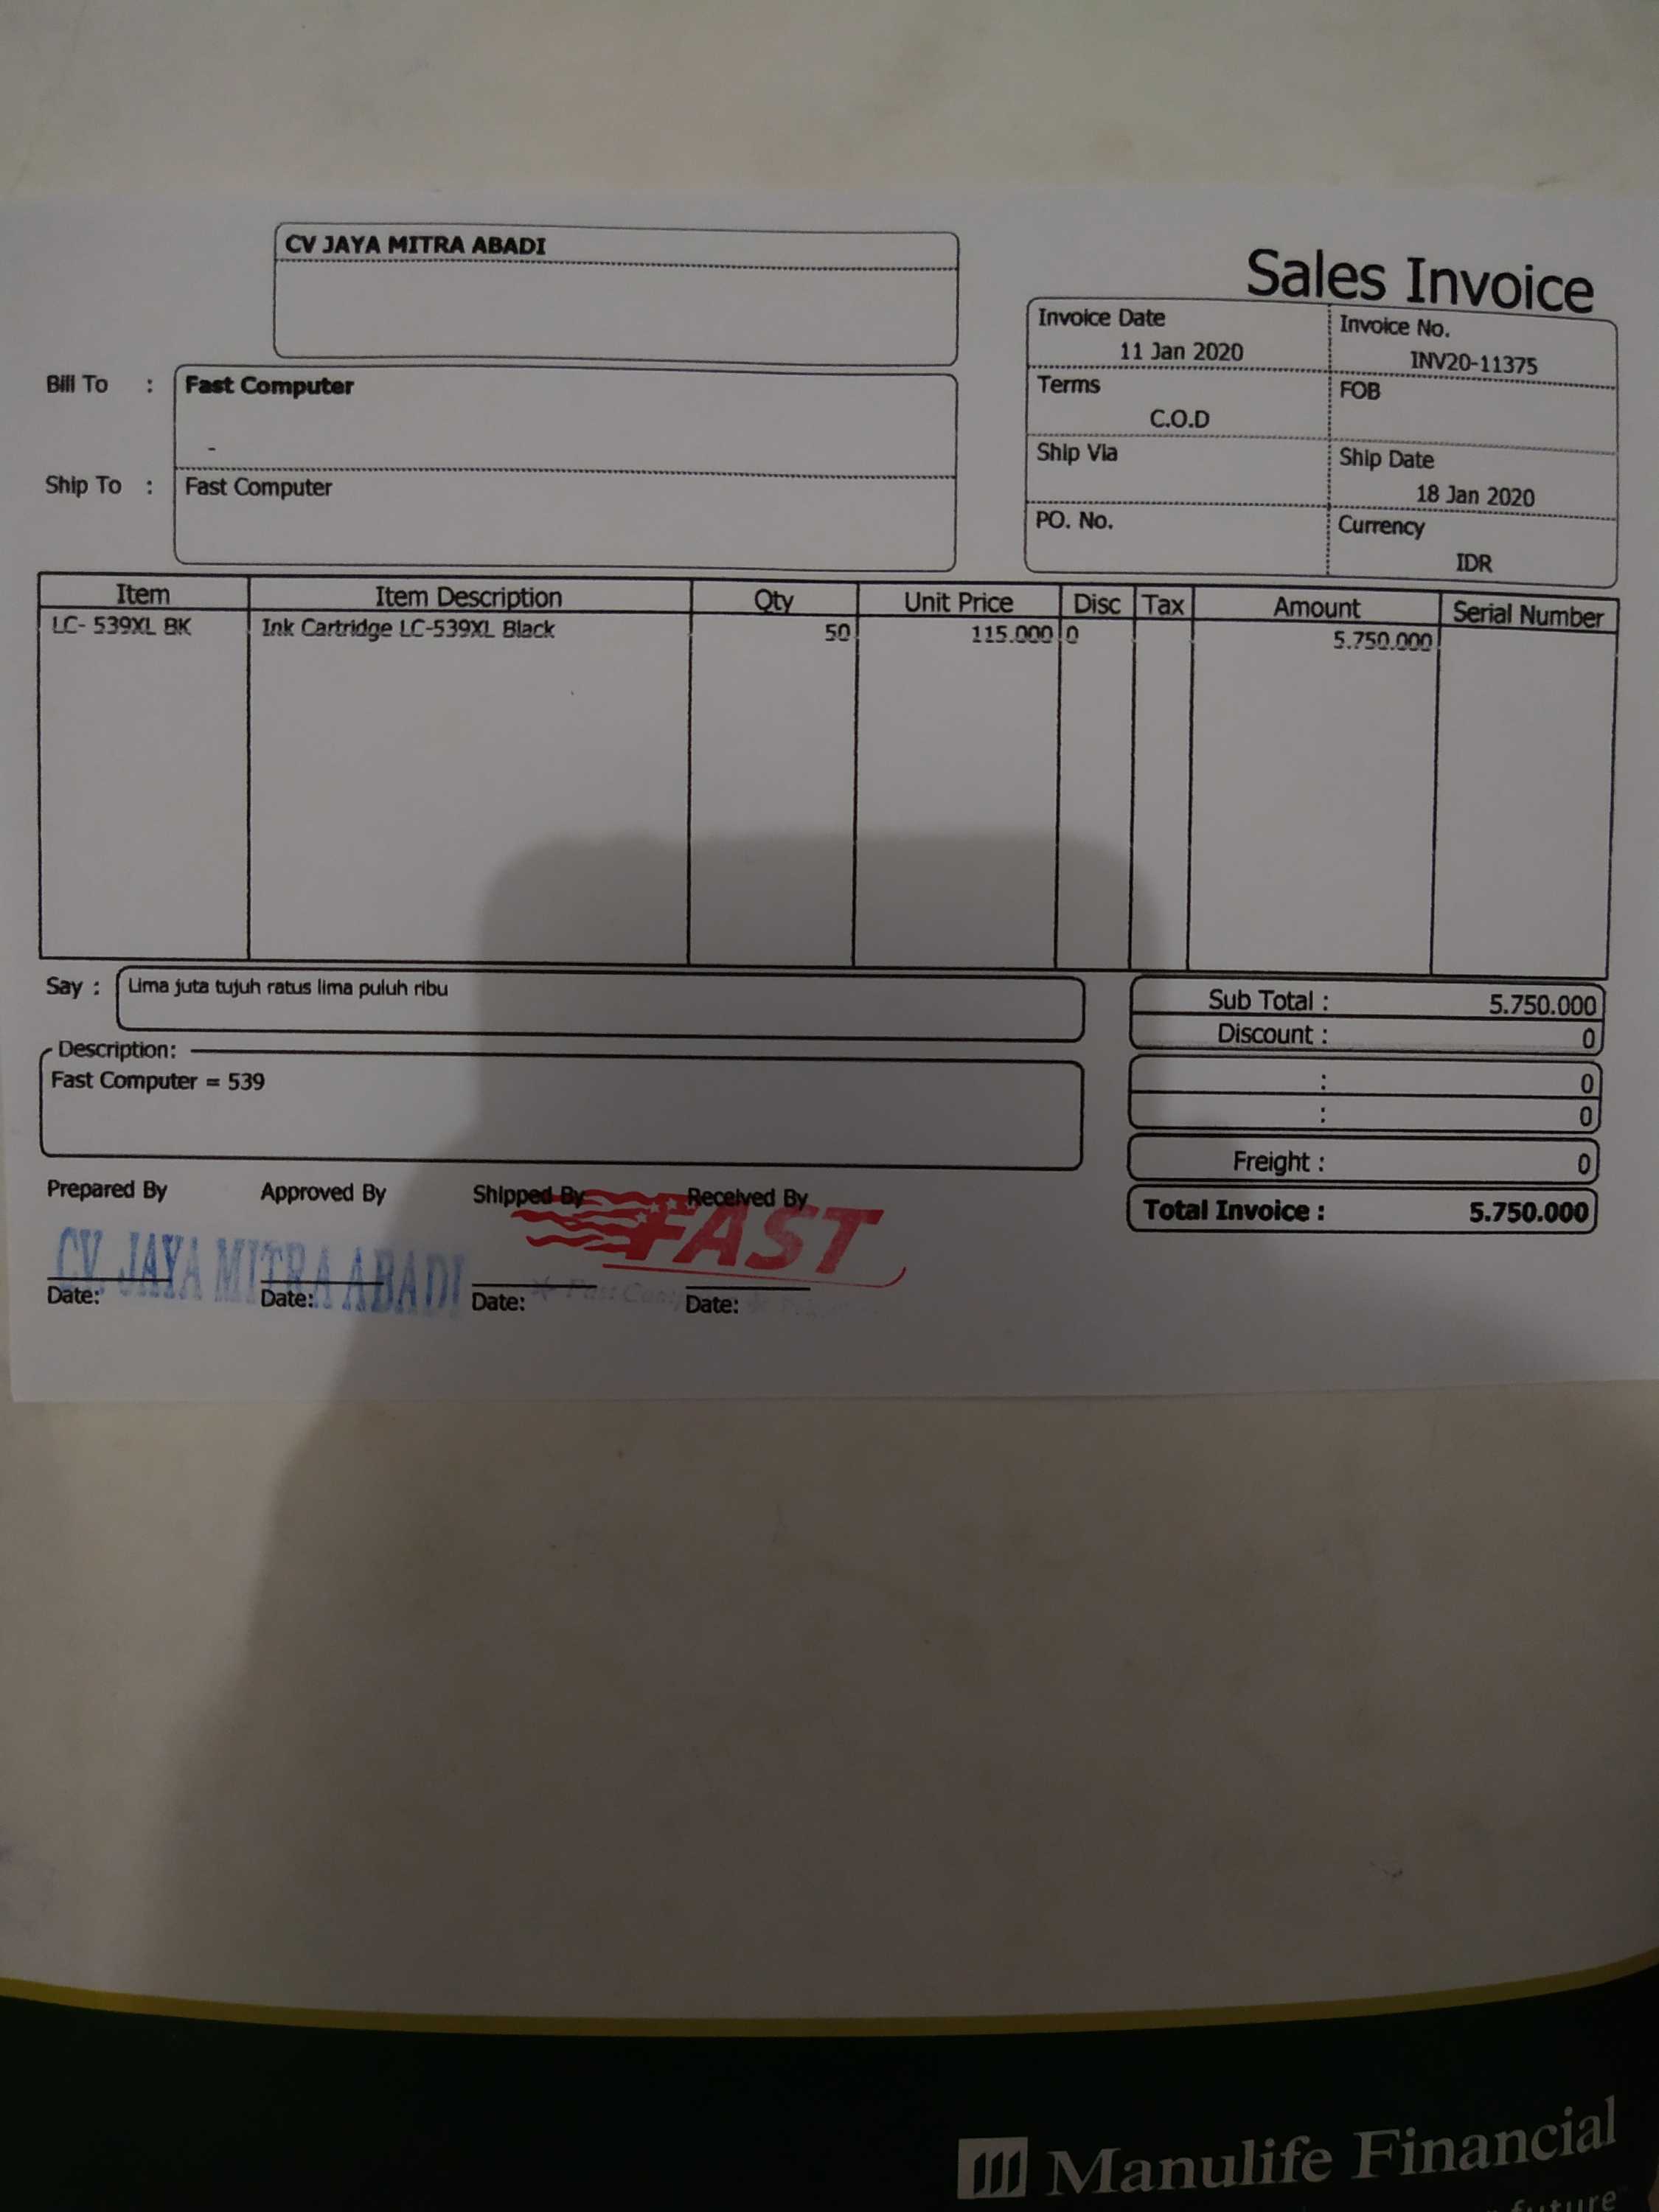 CV JAYA MITRA ABADI
Sales Invoice
Invoice Date
11 Jan 2020
Invoice No.
INV20-11375
Bill To :
Fast Computer
-
Terms
C.O.D
FOB
Ship To :
Fast Computer
Ship Via
Ship Date
18 Jan 2020
PO. No.
Currency
IDR
Item Item Description Qty Unit Price Disc Tax Amount Serial Number
LC- 539XL BK Ink Cartridge LC-539XL Black 50 115.000 0 5.750.000
Say : Lima juta tujuh ratus lima puluh ribu
Sub Total : 5.750.000
Discount : 0
: 0
: 0
Description:
Fast Computer = 539
Freight : 0
Total Invoice : 5.750.000
Prepared By Approved By Shipped By Received By
CV. JAYA MITRA ABADI
FAST
Fast
Date: Date: Date: Date:
Manulife Financial
future